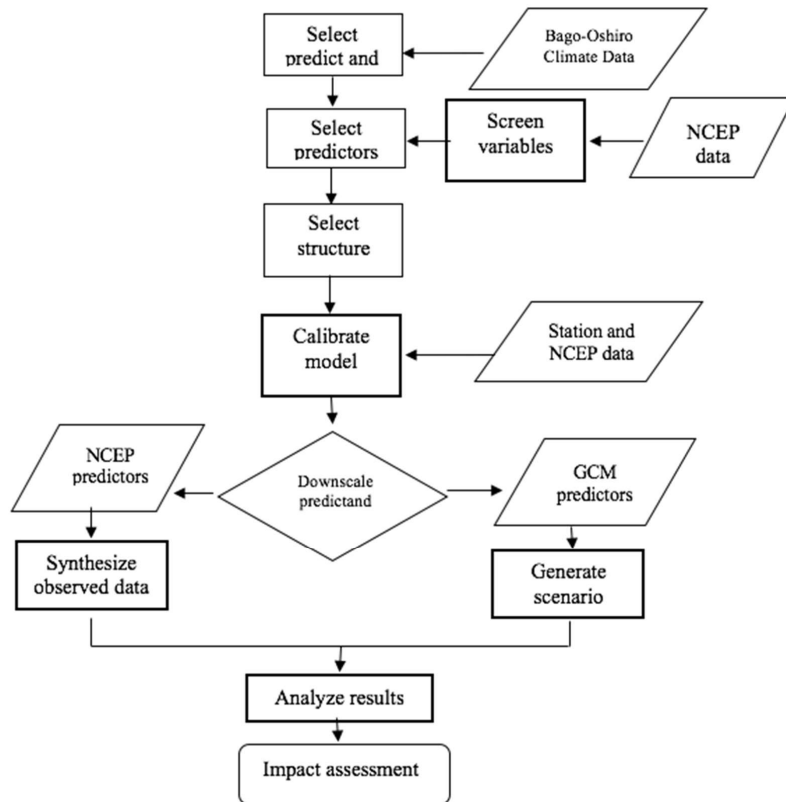 Select
predict and
Bago-Oshiro
Climate Data
Select
predictors
Screen
variables
NCEP
data
Select
structure
Calibrate
model
Station and
NCEP data
NCEP
predictors
Downscale
predictand
GCM
predictors
Synthesize
observed data
Generate
scenario
Analyze results
Impact assessment